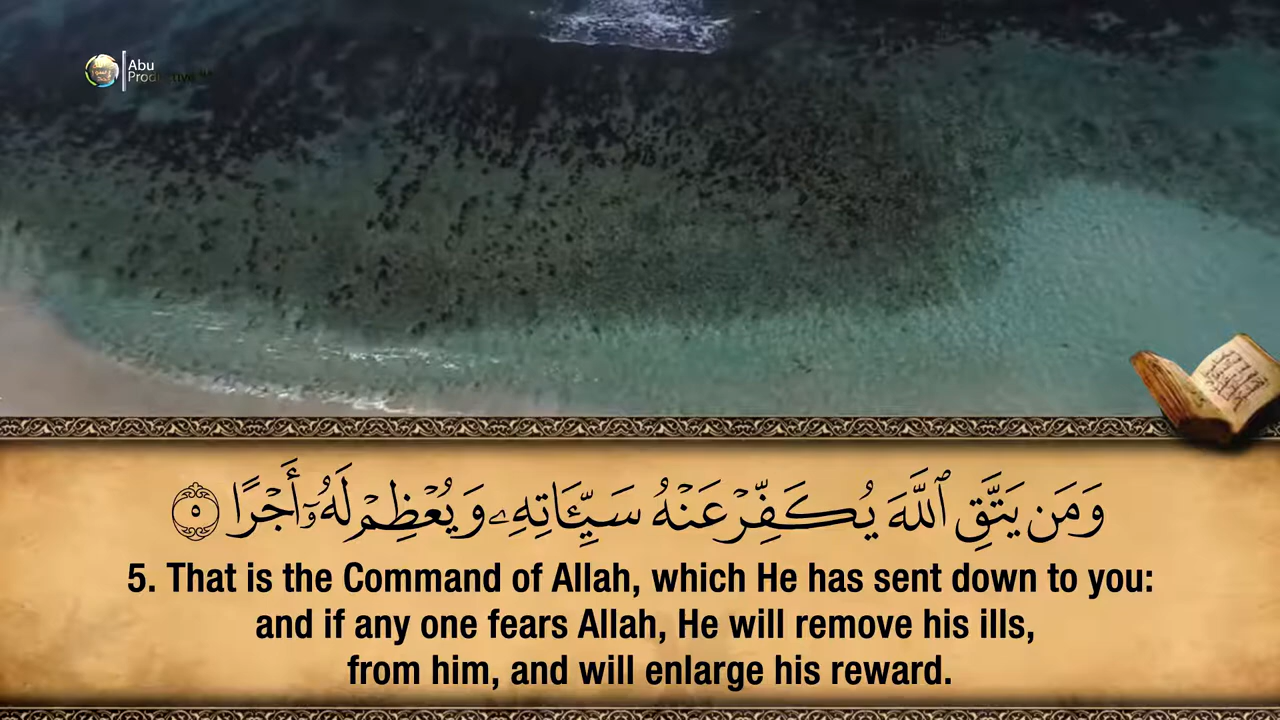 Abu
Productive
وَمَن يَتَّقِ ٱللَّهَ يُكَفِّرْ عَنْهُ سَيِّـَٔاتِهِۦ وَيُعْظِمْ لَهُۥٓ أَجْرًا ٥
5. That is the Command of Allah, which He has sent down to you:
and if any one fears Allah, He will remove his ills,
from him, and will enlarge his reward.